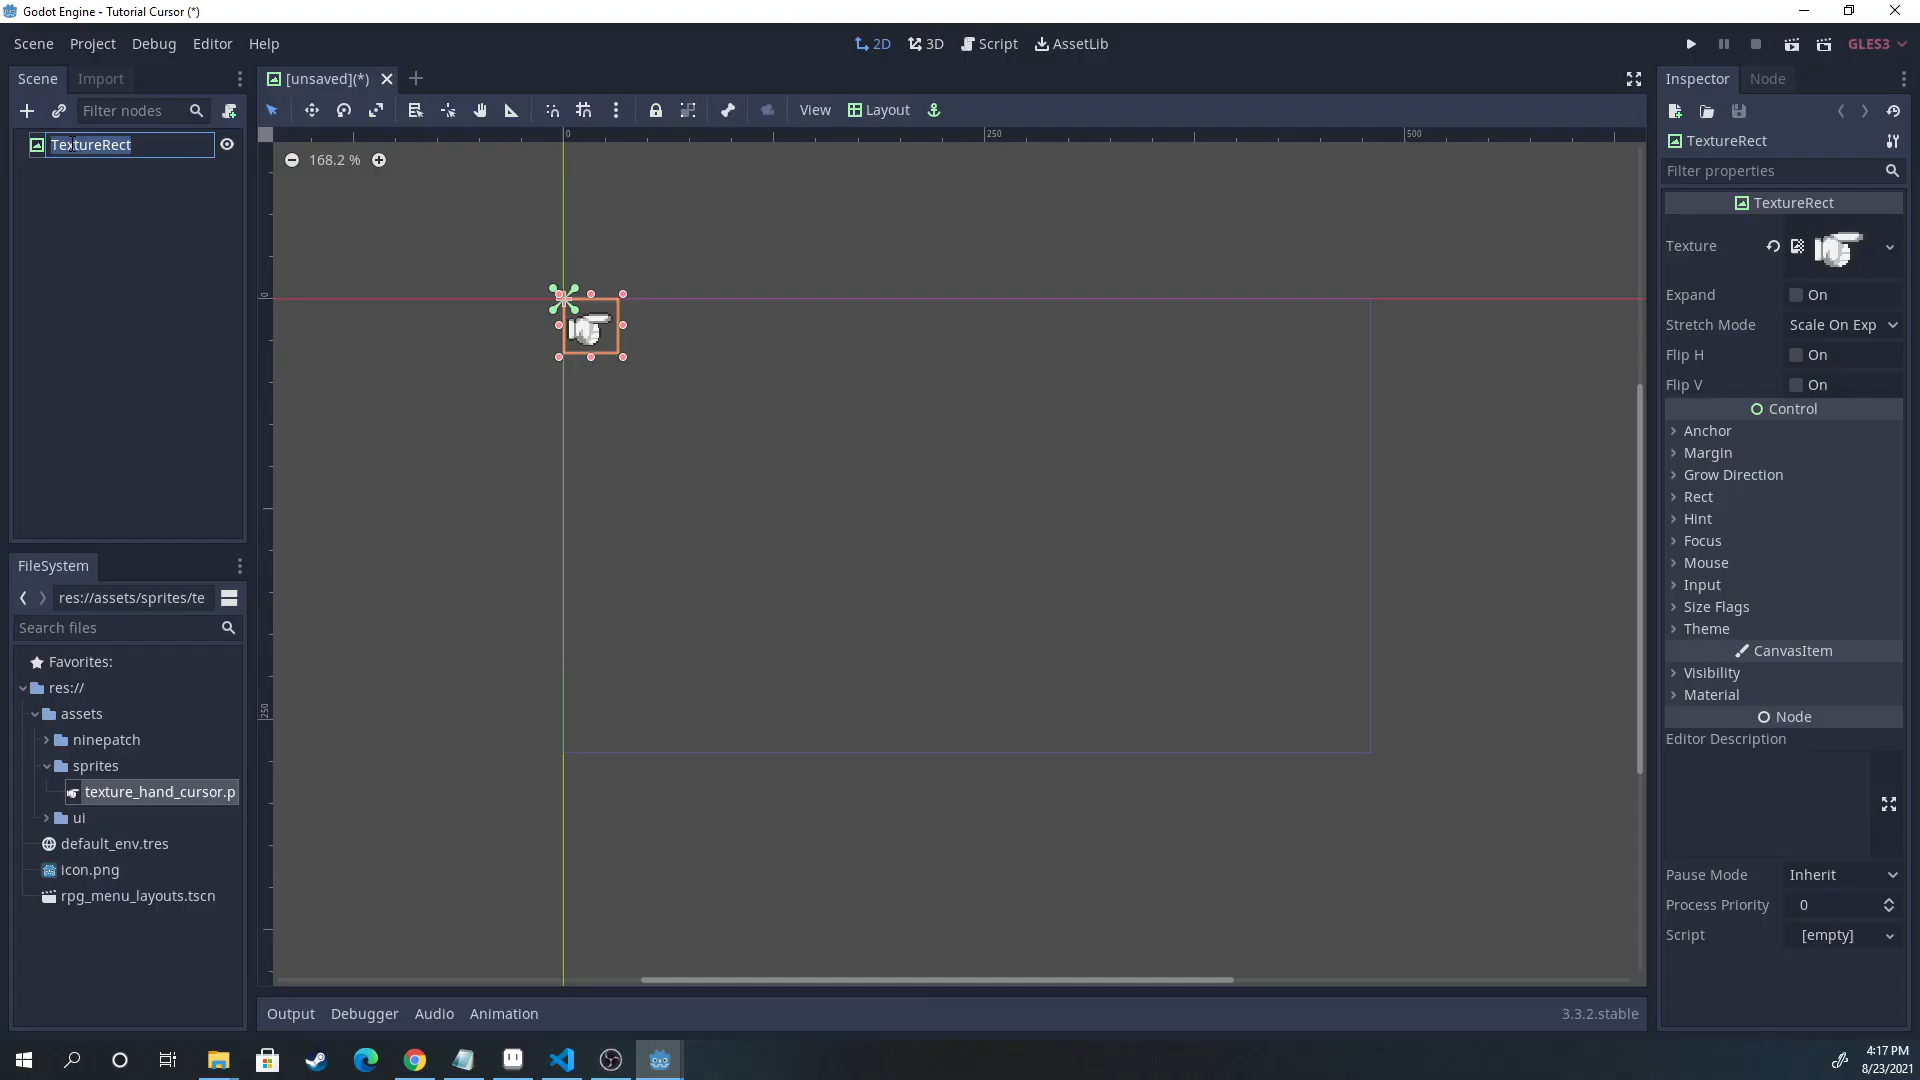 Godot Engine - Tutorial Cursor (*)
Scene Project Debug Editor Help
2D 3D Script AssetLib
GLES3
Scene Import
[unsaved](*)
Inspector Node
Filter nodes
View Layout
TextureRect
TextureRect
168.2 %
0
250
500
0
250
Filter properties
TextureRect
Texture
Expand On
Stretch Mode Scale On Exp
Flip H On
Flip V On
Control
Anchor
Margin
Grow Direction
Rect
Hint
Focus
Mouse
Input
Size Flags
Theme
CanvasItem
Visibility
Material
Node
Editor Description
Pause Mode Inherit
Process Priority 0
Script [empty]
FileSystem
res://assets/sprites/te
Search files
Favorites:
res://
assets
ninepatch
sprites
texture_hand_cursor.p
ui
default_env.tres
icon.png
rpg_menu_layouts.tscn
Output Debugger Audio Animation
3.3.2.stable
4:17 PM
8/23/2021